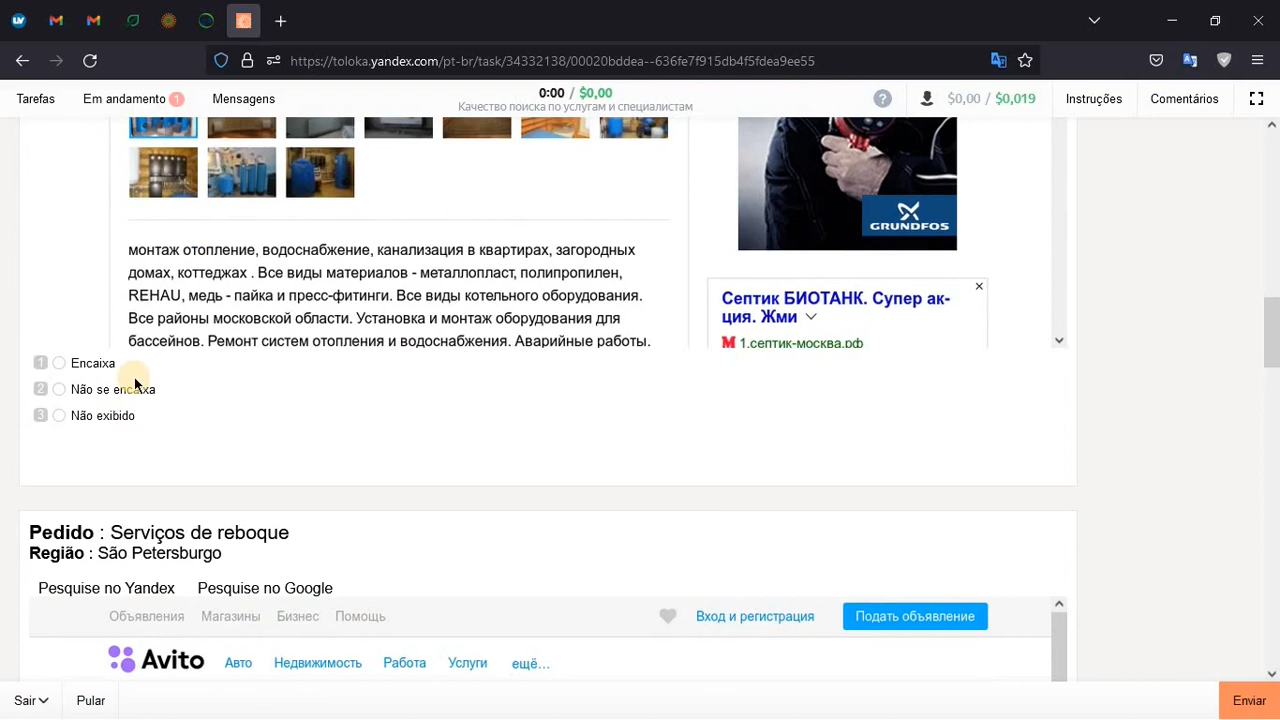 https://toloka.yandex.com/pt-br/task/34332138/00020bddea--636fe7f915db4f5fdea9ee55
Tarefas
Em andamento 1
Mensagens
0:00 / $0,00
Качество поиска по услугам и специалистам
?
$0,00 / $0,019
Instruções
Comentários
GRUNDFOS
монтаж отопление, водоснабжение, канализация в квартирах, загородных
домах, коттеджах . Все виды материалов - металлопласт, полипропилен,
REHAU, медь - пайка и пресс-фитинги. Все виды котельного оборудования.
Все районы московской области. Установка и монтаж оборудования для
бассейнов. Ремонт систем отопления и водоснабжения. Аварийные работы.
Септик БИОТАНК. Супер ак-
ция. Жми
1.септик-москва.рф
1 Encaixa
2 Não se encaixa
3 Não exibido
Pedido : Serviços de reboque
Região : São Petersburgo
Pesquise no Yandex Pesquise no Google
Объявления Магазины Бизнес Помощь
Вход и регистрация
Подать объявление
Avito
Авто Недвижимость Работа Услуги ещё...
Sair
Pular
Enviar